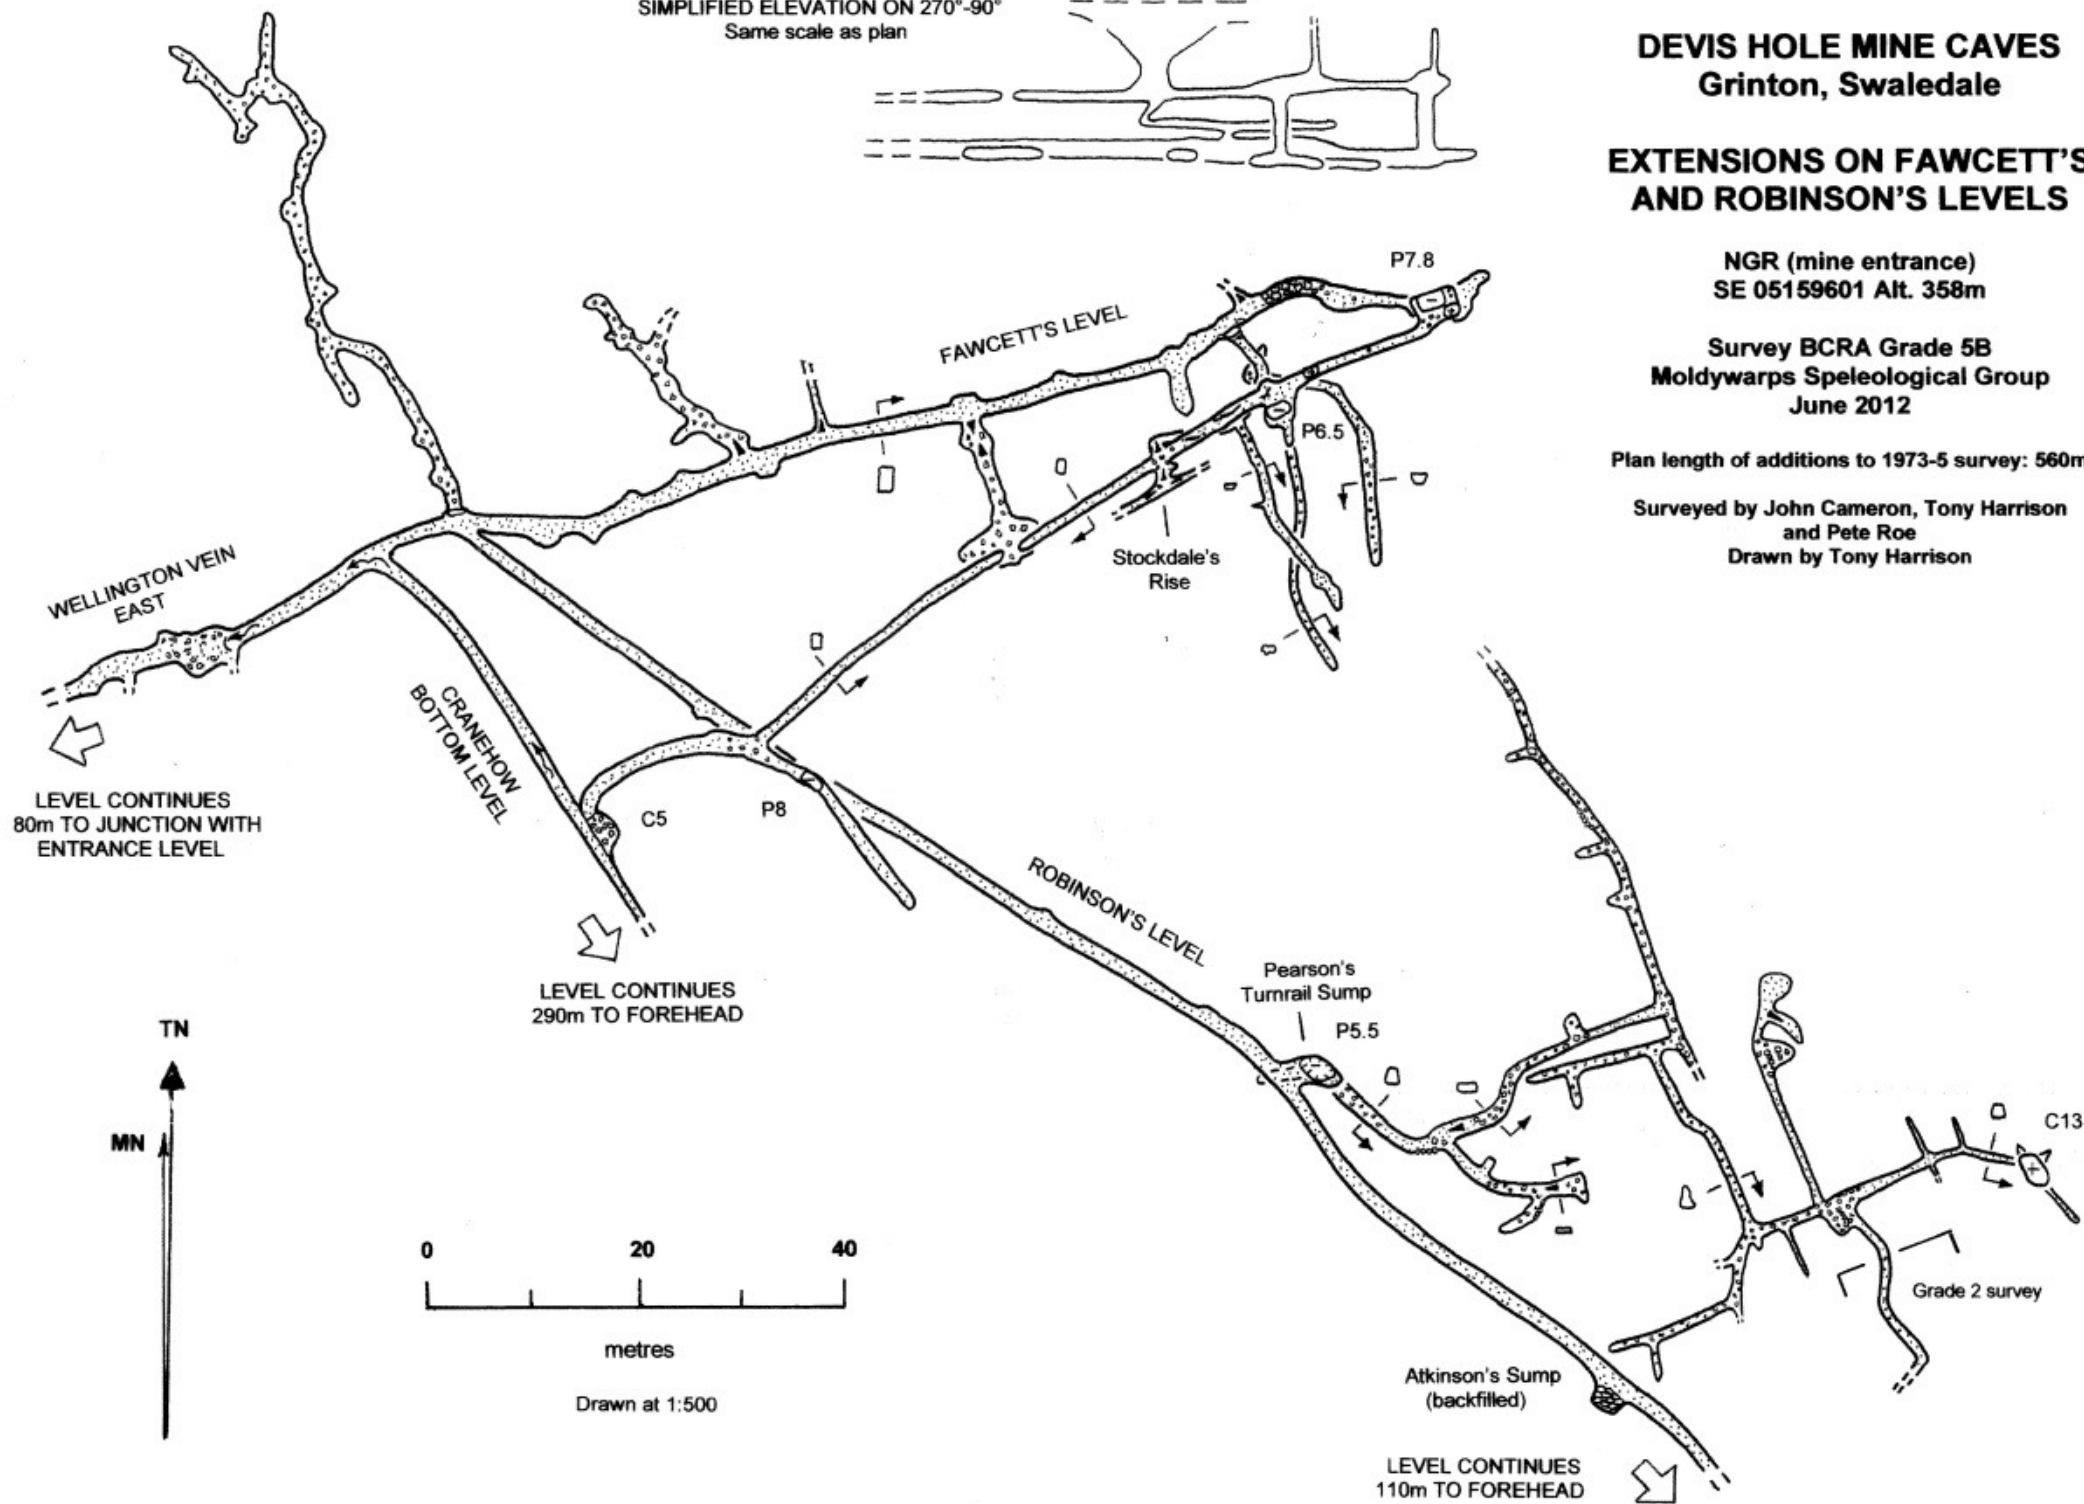 SIMPLIFIED ELEVATION ON 270°-90°
Same scale as plan
DEVIS HOLE MINE CAVES
Grinton, Swaledale
EXTENSIONS ON FAWCETT'S
AND ROBINSON'S LEVELS
NGR (mine entrance)
SE 05159601 Alt. 358m
Survey BCRA Grade 5B
Moldywarps Speleological Group
June 2012
Plan length of additions to 1973-5 survey: 560m
Surveyed by John Cameron, Tony Harrison
and Pete Roe
Drawn by Tony Harrison
P7.8
FAWCETT'S LEVEL
P6.5
Stockdale's
Rise
WELLINGTON VEIN
EAST
CRANEHOW
BOTTOM LEVEL
LEVEL CONTINUES
80m TO JUNCTION WITH
ENTRANCE LEVEL
C5
P8
ROBINSON'S LEVEL
LEVEL CONTINUES
290m TO FOREHEAD
Pearson's
Turnrail Sump
P5.5
C13
TN
MN
0 20 40
metres
Drawn at 1:500
Grade 2 survey
Atkinson's Sump
(backfilled)
LEVEL CONTINUES
110m TO FOREHEAD